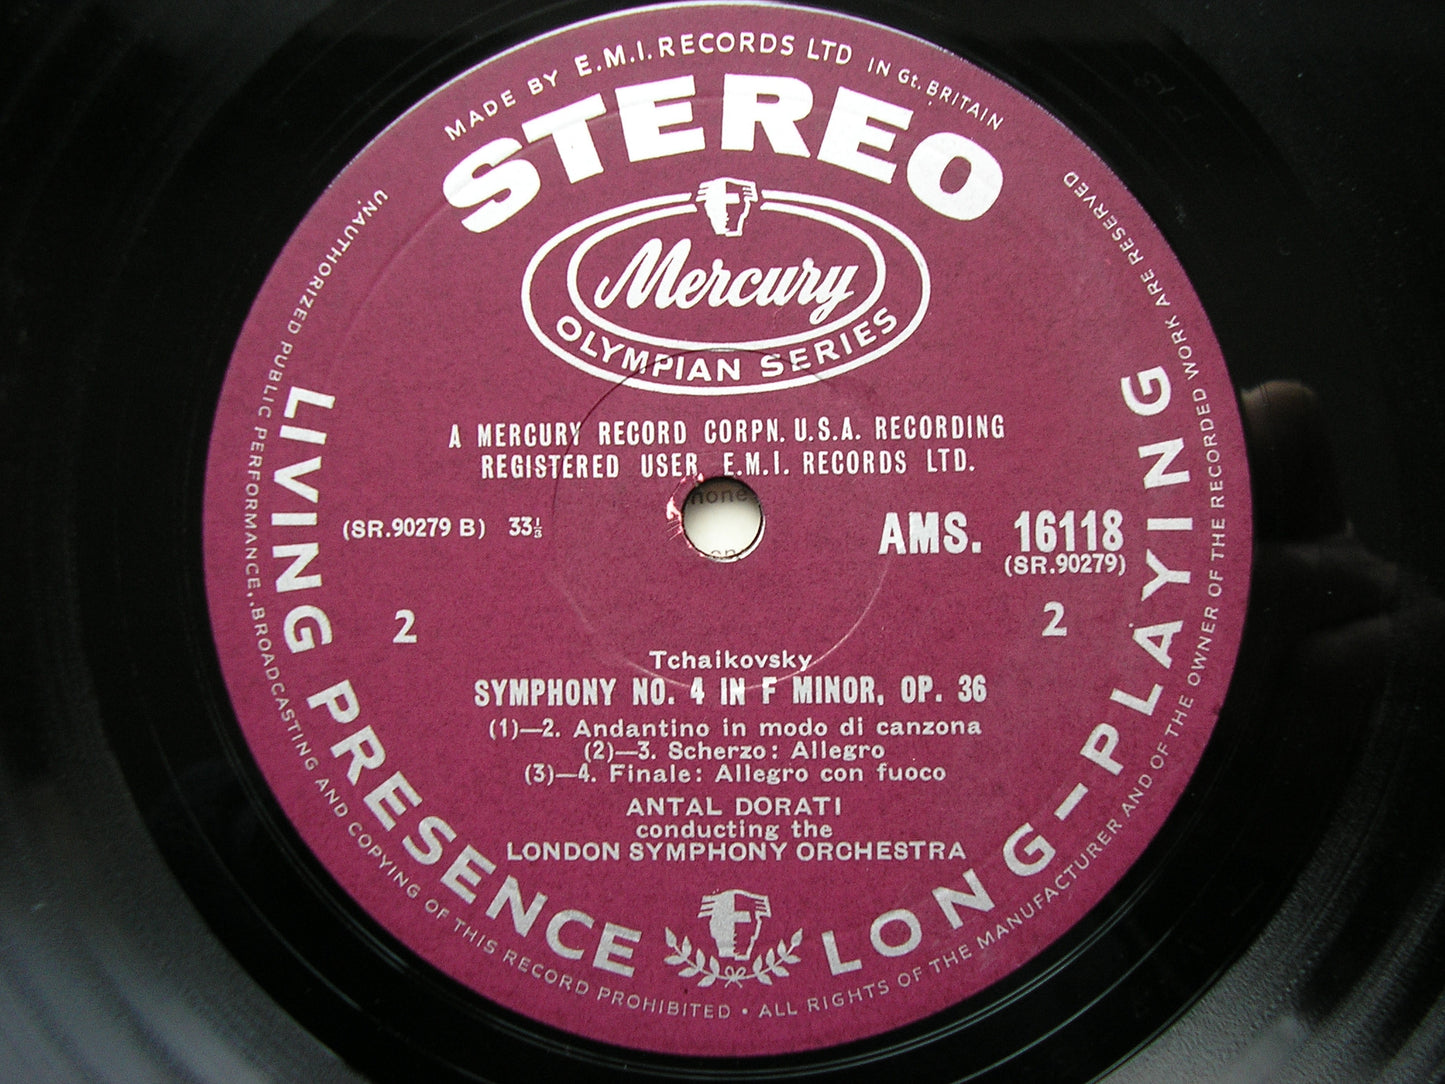 MADE BY E.M.I. RECORDS LTD IN Gt. BRITAIN
STEREO
Mercury
OLYMPIAN SERIES
A MERCURY RECORD CORPN. U.S.A. RECORDING
REGISTERED USER, E.M.I. RECORDS LTD.
(SR.90279 B) 33⅓
AMS. 16118
(SR.90279)
2
2
Tchaikovsky
SYMPHONY NO. 4 IN F MINOR, OP. 36
(1)—2. Andantino in modo di canzona
(2)—3. Scherzo: Allegro
(3)—4. Finale: Allegro con fuoco
ANTAL DORATI
conducting the
LONDON SYMPHONY ORCHESTRA
LIVING PRESENCE
LONG—PLAYING
UNAUTHORIZED PUBLIC PERFORMANCE, BROADCASTING AND COPYING OF THIS RECORD PROHIBITED • ALL RIGHTS OF THE MANUFACTURER AND OF THE OWNER OF THE RECORDED WORK ARE RESERVED